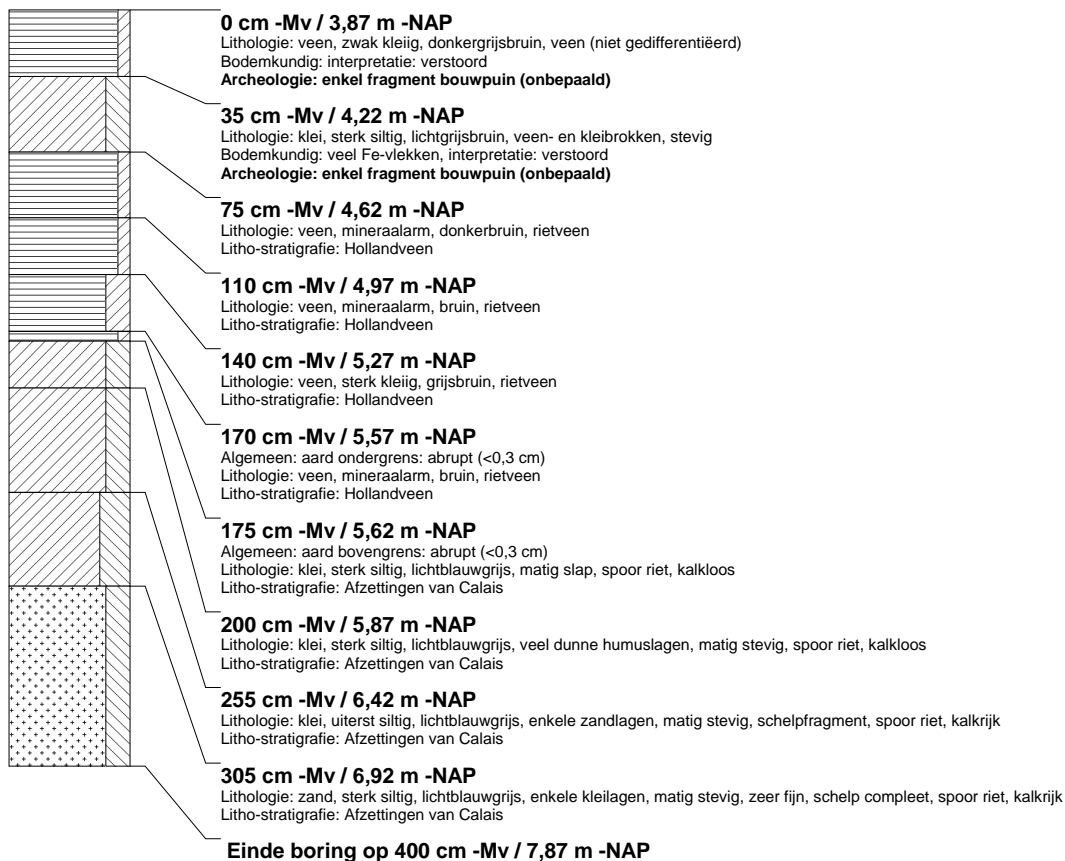 0 cm -Mv / 3,87 m -NAP
Lithologie: veen, zwak kleiig, donkergrijsbruin, veen (niet gedifferentiëerd)
Bodemkundig: interpretatie: verstoord
Archeologie: enkel fragment bouwpuin (onbepaald)
35 cm -Mv / 4,22 m -NAP
Lithologie: klei, sterk siltig, lichtgrijsbruin, veen- en kleibrokken, stevig
Bodemkundig: veel Fe-vlekken, interpretatie: verstoord
Archeologie: enkel fragment bouwpuin (onbepaald)
75 cm -Mv / 4,62 m -NAP
Lithologie: veen, mineraalarm, donkerbruin, rietveen
Litho-stratigrafie: Hollandveen
110 cm -Mv / 4,97 m -NAP
Lithologie: veen, mineraalarm, bruin, rietveen
Litho-stratigrafie: Hollandveen
140 cm -Mv / 5,27 m -NAP
Lithologie: veen, sterk kleiig, grijsbruin, rietveen
Litho-stratigrafie: Hollandveen
170 cm -Mv / 5,57 m -NAP
Algemeen: aard ondergrens: abrupt (<0,3 cm)
Lithologie: veen, mineraalarm, bruin, rietveen
Litho-stratigrafie: Hollandveen
175 cm -Mv / 5,62 m -NAP
Algemeen: aard bovengrens: abrupt (<0,3 cm)
Lithologie: klei, sterk siltig, lichtblauwgrijs, matig slap, spoor riet, kalkloos
Litho-stratigrafie: Afzettingen van Calais
200 cm -Mv / 5,87 m -NAP
Lithologie: klei, sterk siltig, lichtblauwgrijs, veel dunne humuslagen, matig stevig, spoor riet, kalkloos
Litho-stratigrafie: Afzettingen van Calais
255 cm -Mv / 6,42 m -NAP
Lithologie: klei, uiterst siltig, lichtblauwgrijs, enkele zandlagen, matig stevig, schelpfragment, spoor riet, kalkrijk
Litho-stratigrafie: Afzettingen van Calais
305 cm -Mv / 6,92 m -NAP
Lithologie: zand, sterk siltig, lichtblauwgrijs, enkele kleilagen, matig stevig, zeer fijn, schelp compleet, spoor riet, kalkrijk
Litho-stratigrafie: Afzettingen van Calais
Einde boring op 400 cm -Mv / 7,87 m -NAP